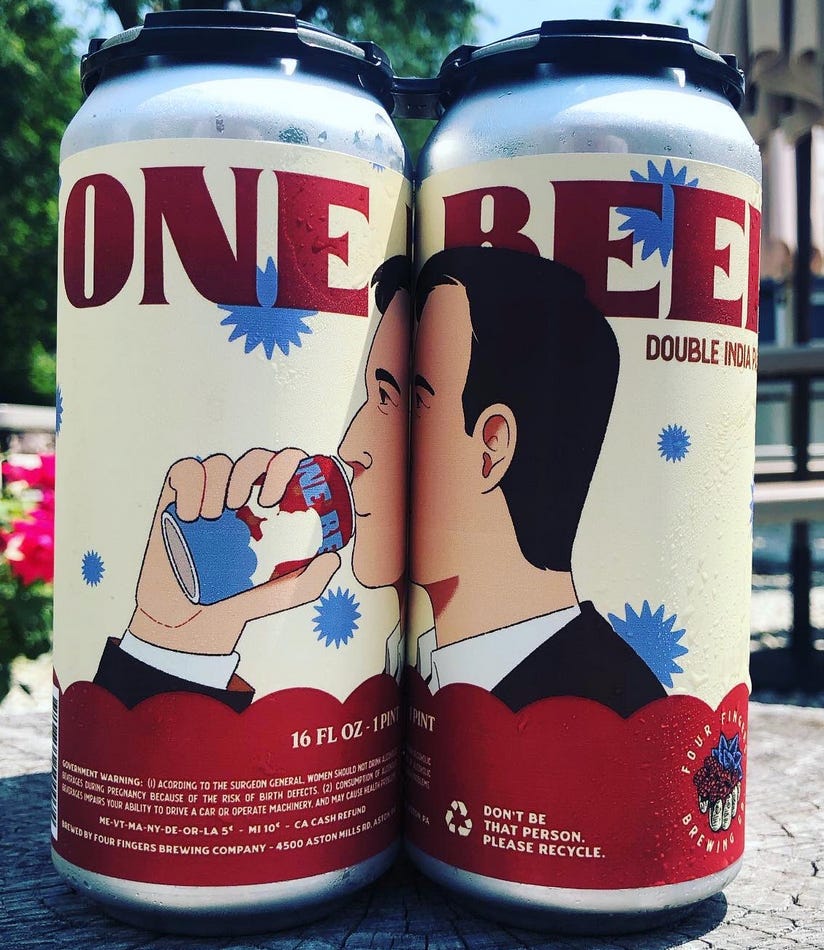 ONE
BEE
DOUBLE INDIA
NE BE
16 FL OZ - 1 PINT
1 PINT
GOVERNMENT WARNING: (1) ACORDING TO THE SURGEON GENERAL, WOMEN SHOULD NOT DRINK ALCOHOLIC
BEVERAGES DURING PREGNANCY BECAUSE OF THE RISK OF BIRTH DEFECTS. (2) CONSUMPTION OF ALCOHOLIC
BEVERAGES IMPAIRS YOUR ABILITY TO DRIVE A CAR OR OPERATE MACHINERY, AND MAY CAUSE HEALTH
ME-VT-MA-NY-DE-OR-LA 5¢ - MI 10¢ - CA CASH REFUND
BREWED BY FOUR FINGERS BREWING COMPANY - 4500 ASTON MILLS RD, ASTON
PA
DON'T BE
THAT PERSON.
PLEASE RECYCLE.
FOUR FINGERS
BREWING CO